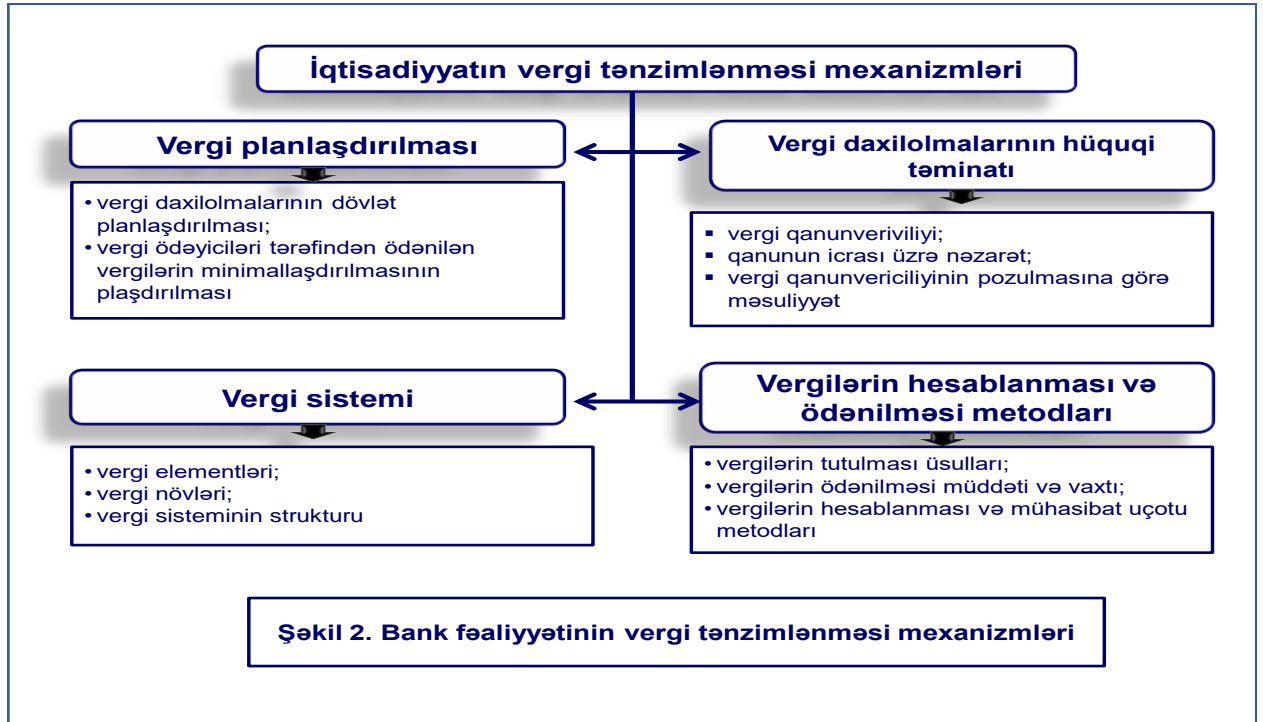 İqtisadiyyatın vergi tənzimlənməsi mexanizmləri
Vergi planlaşdırılması
• vergi daxilolmalarının dövlət
planlaşdırılması;
• vergi ödəyiciləri tərəfindən ödənilən
vergilərin minimallaşdırılmasının
plaşdırılması
Vergi daxilolmalarının hüquqi
təminatı
▪ vergi qanunveriviliyi;
▪ qanunun icrası üzrə nəzarət;
▪ vergi qanunvericiliyinin pozulmasına görə
məsuliyyət
Vergi sistemi
• vergi elementləri;
• vergi növləri;
• vergi sisteminin strukturu
Vergilərin hesablanması və
ödənilməsi metodları
• vergilərin tutulması üsulları;
• vergilərin ödənilməsi müddəti və vaxtı;
• vergilərin hesablanması və mühasibat uçotu
metodları
Şəkil 2. Bank fəaliyyətinin vergi tənzimlənməsi mexanizmləri